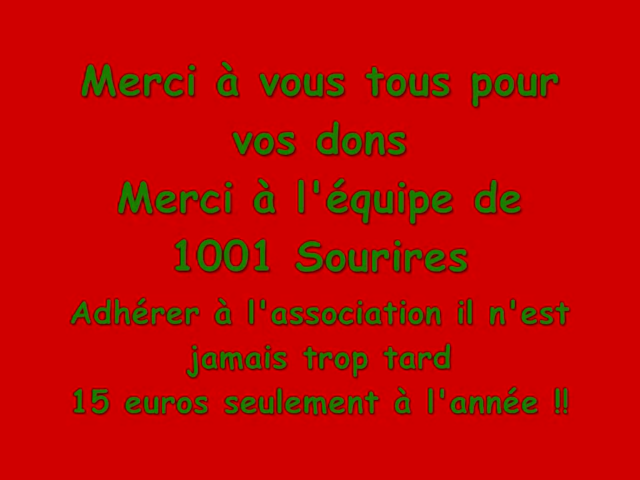 Merci à vous tous pour
vos dons
Merci à l'équipe de
1001 Sourires
Adhérer à l'association il n'est
jamais trop tard
15 euros seulement à l'année !!